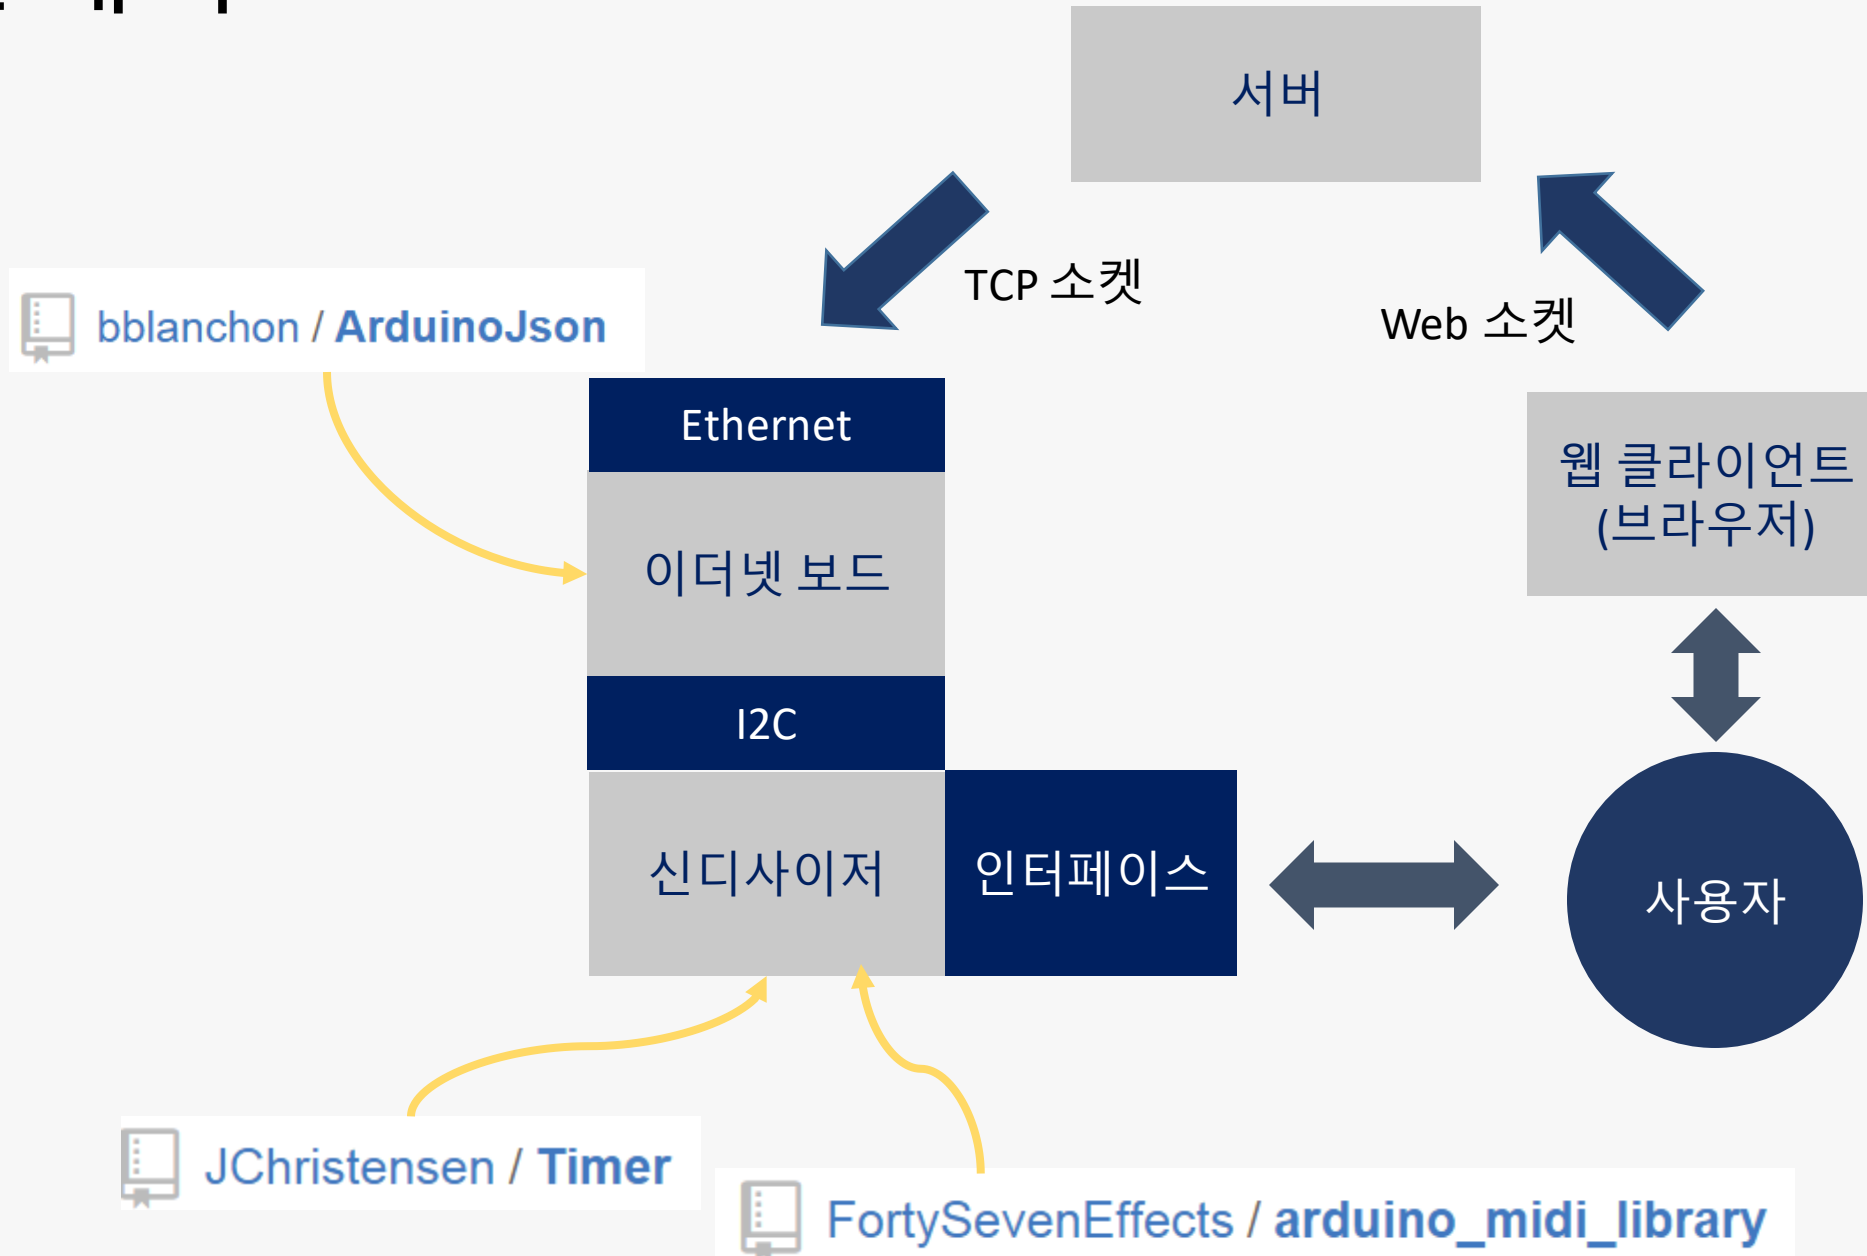 서버
TCP 소켓
Web 소켓
bblanchon / ArduinoJson
Ethernet
웹 클라이언트
(브라우저)
이더넷 보드
I2C
신디사이저
인터페이스
사용자
JChristensen / Timer
FortySevenEffects / arduino_midi_library